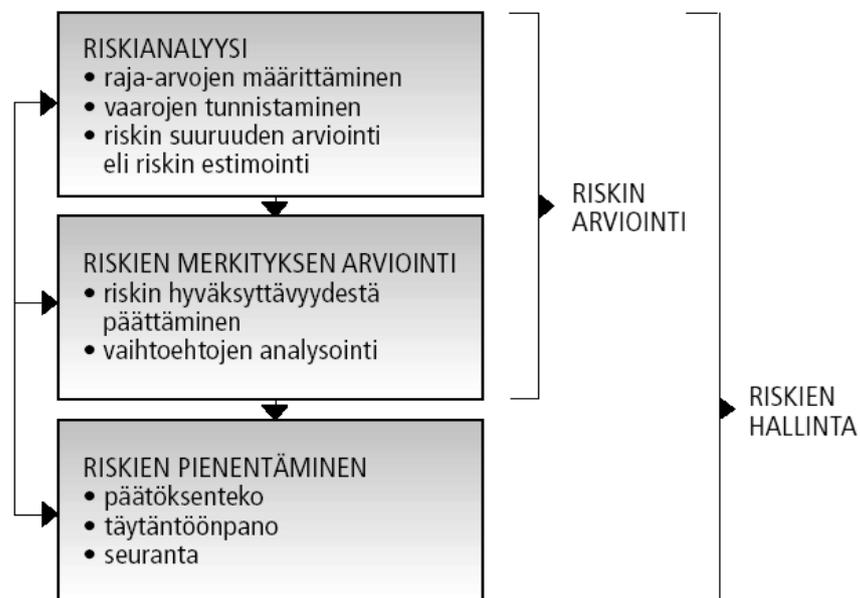 RISKIANALYYSI
• raja-arvojen määrittäminen
• vaarojen tunnistaminen
• riskin suuruuden arviointi
eli riskin estimointi
RISKIEN MERKITYKSEN ARVIOINTI
• riskin hyväksyttävyydestä
päättäminen
• vaihtoehtojen analysointi
RISKIEN PIENENTÄMINEN
• päätöksenteko
• täytäntöönpano
• seuranta
RISKIN
ARVIOINTI
RISKIEN
HALLINTA